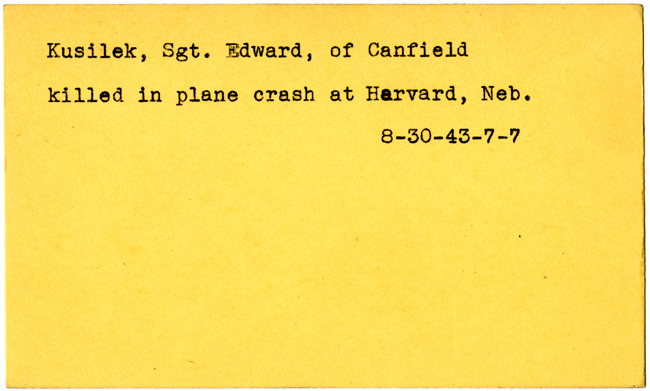 Kusilek, Sgt. Edward, of Canfield
killed in plane crash at Harvard, Neb.
8-30-43-7-7